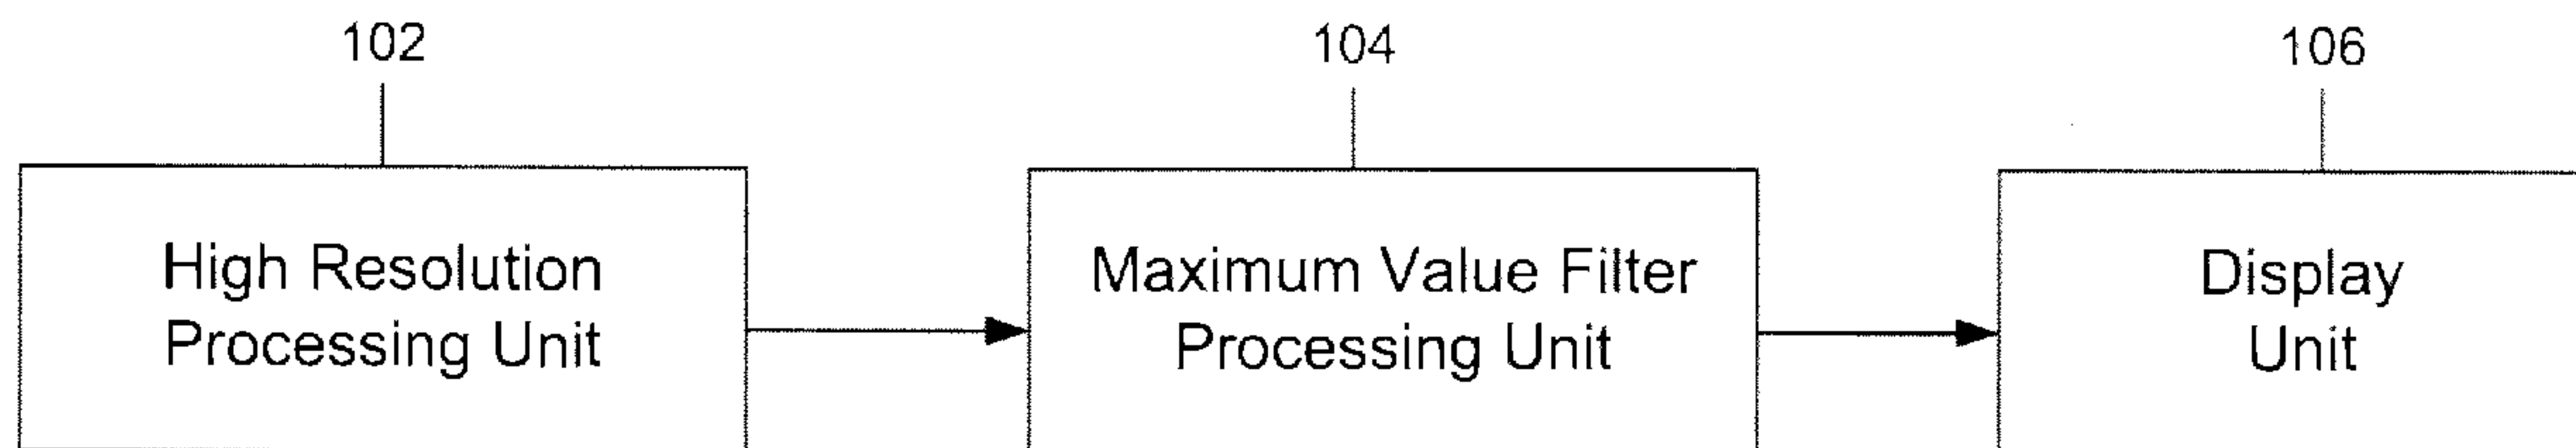 102
104
106
High Resolution
Processing Unit
Maximum Value Filter
Processing Unit
Display
Unit